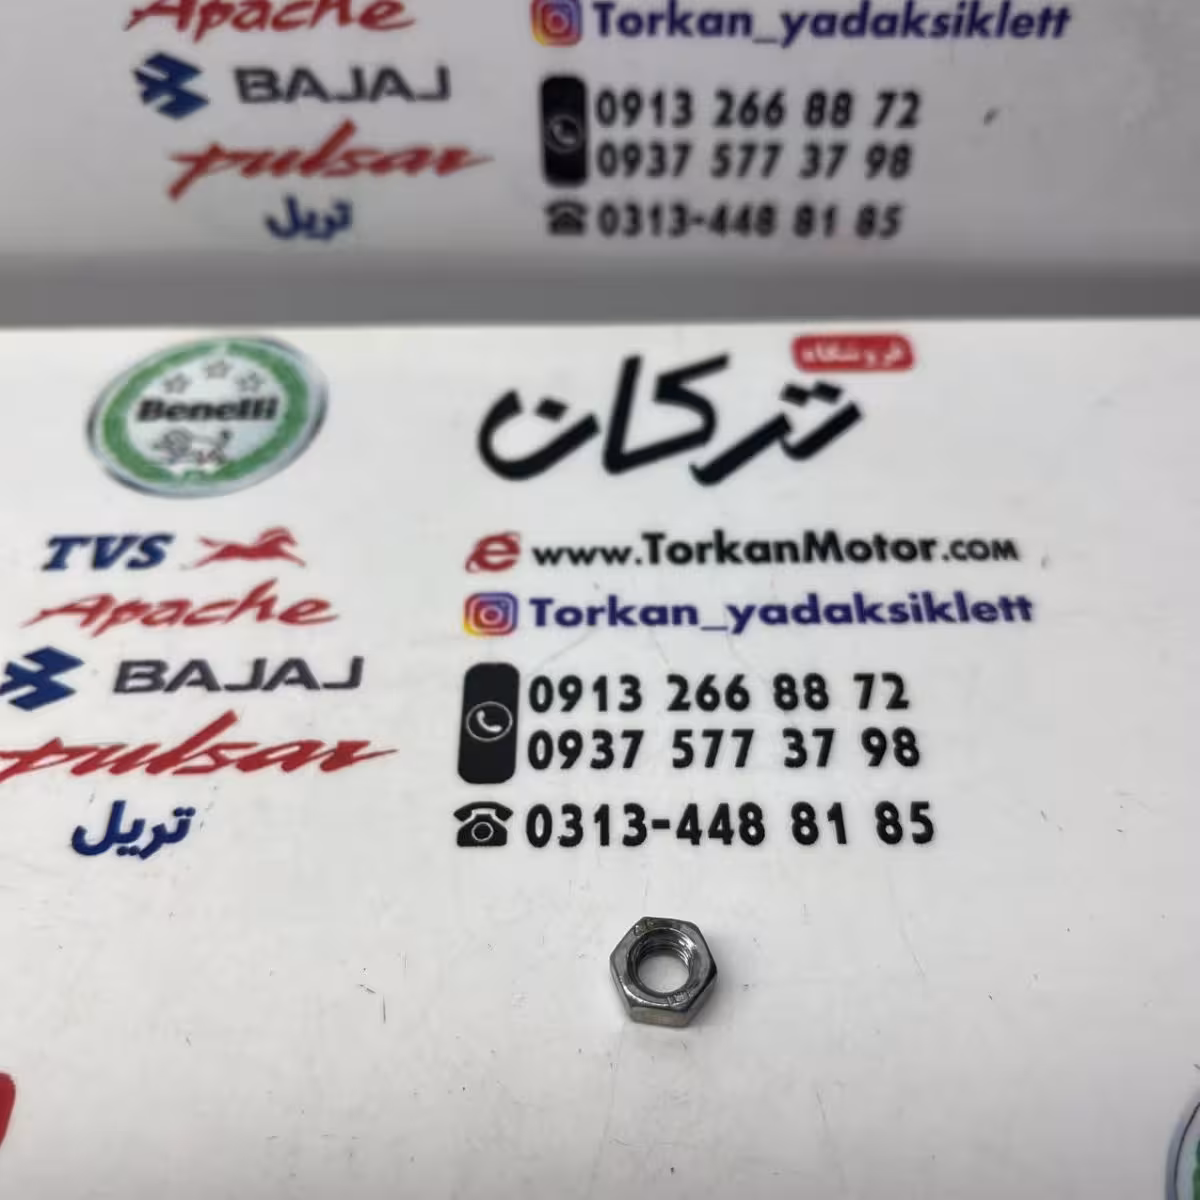 Apache
Torkan_yadaksiklett
BAJAJ
0913 266 88 72
pulsar
0937 577 37 98
تریل
0313-448 81 85
فروشگاه
ترکان
Benelli
TVS
www.TorkanMotor.com
Apache
Torkan_yadaksiklett
BAJAJ
0913 266 88 72
pulsar
0937 577 37 98
تریل
0313-448 81 85